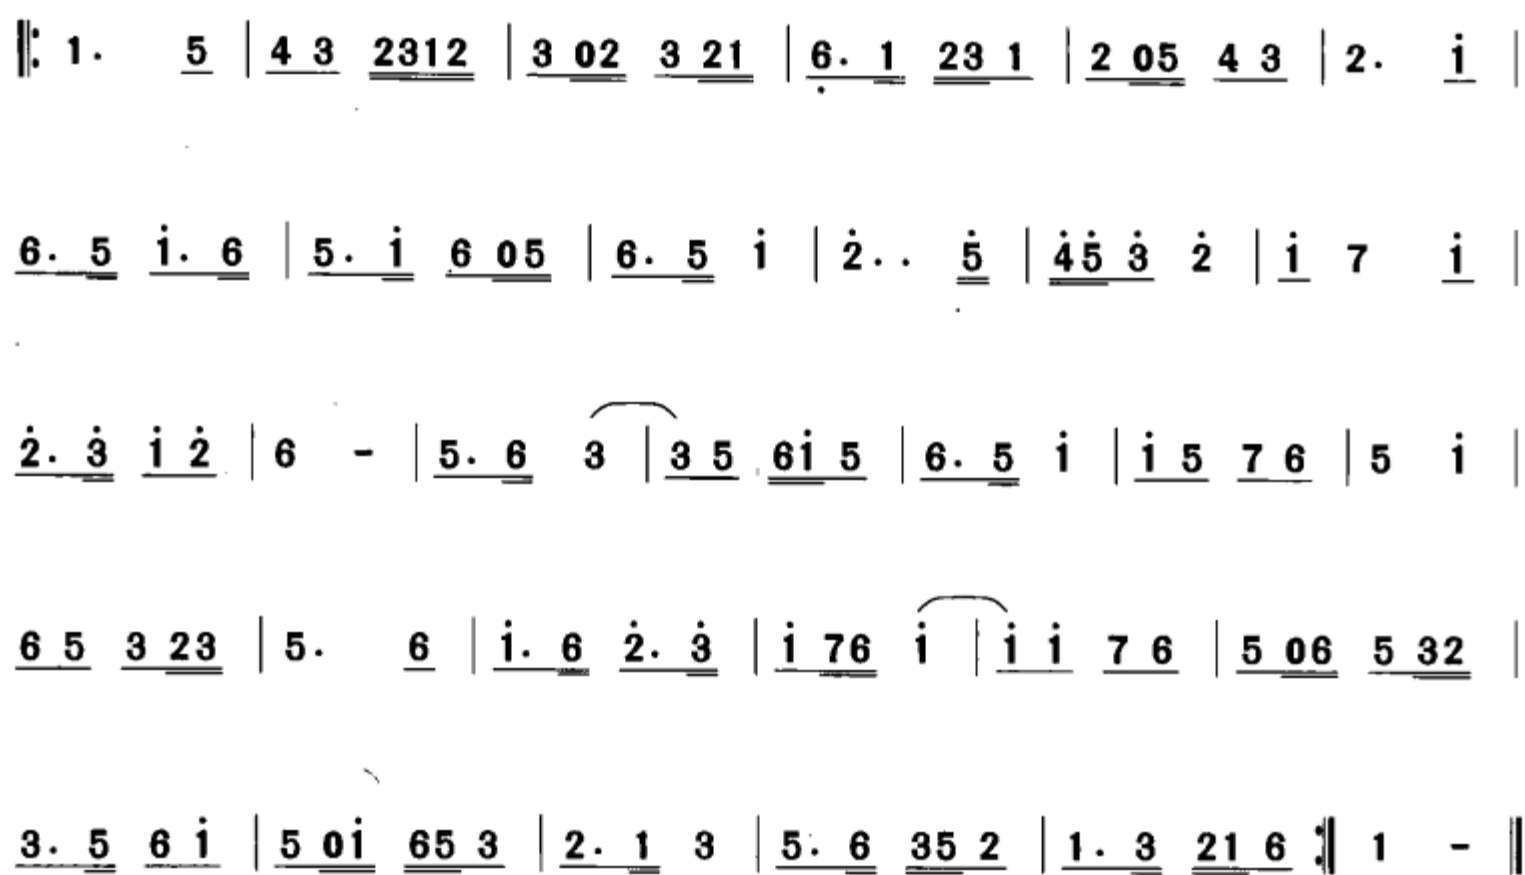 ‖: 1. 5 | 4 3 2312 | 3 02 3 21 | 6̣. 1 23 1 | 2 05 4 3 | 2. i |
6. 5 i. 6 | 5. i 6 05 | 6. 5 i | 2̇.. 5̇ | 4̇5̇ 3̇ 2̇ | i 7 i |
2̇. 3̇ i 2̇ | 6 - | 5. 6 3 | 3 5 6i 5 | 6. 5 i | i 5 7 6 | 5 i |
6 5 3 23 | 5. 6 | i. 6 2̇. 3̇ | i 76 i | i i 7 6 | 5 06 5 32 |
3. 5 6 i | 5 0i 65 3 | 2. 1 3 | 5. 6 35 2 | 1. 3 21 6 :‖ 1 - ‖